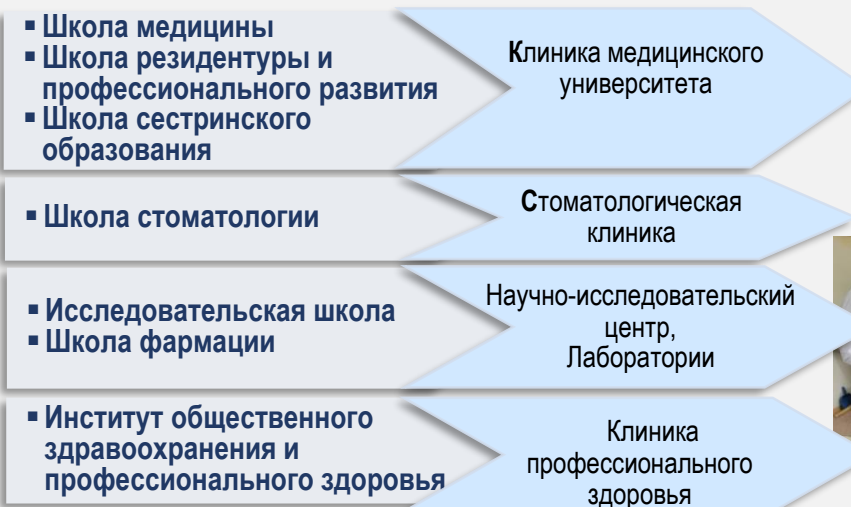 ▪ Школа медицины
▪ Школа резидентуры и
профессионального развития
▪ Школа сестринского
образования
Клиника медицинского
университета
▪ Школа стоматологии
Стоматологическая
клиника
▪ Исследовательская школа
▪ Школа фармации
Научно-исследовательский
центр,
Лаборатории
▪ Институт общественного
здравоохранения и
профессионального здоровья
Клиника
профессионального
здоровья